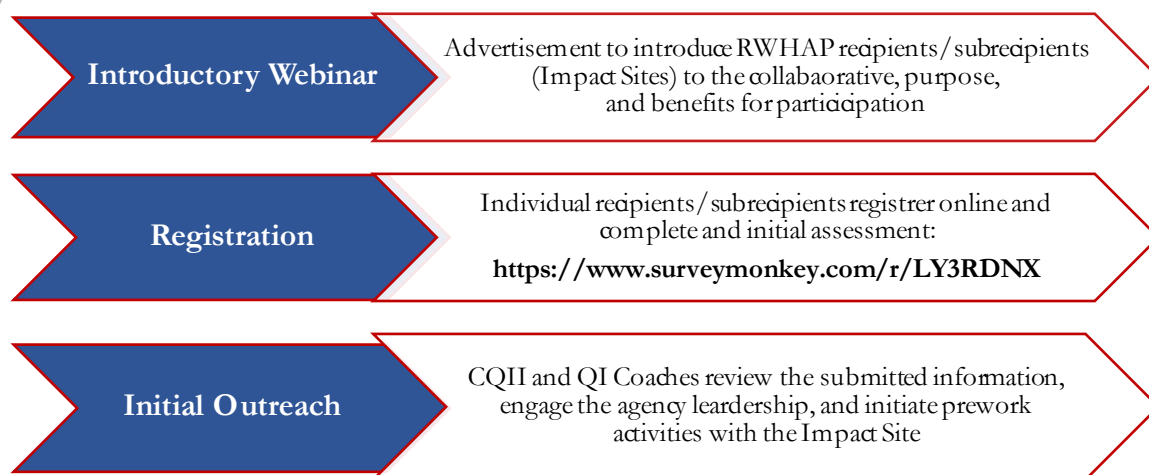 Introductory Webinar
Advertisement to introduce RWHAP recipients/subrecipients
(Impact Sites) to the collabaorative, purpose,
and benefits for particicipation
Registration
Individual recipients/subrecipients registrer online and
complete and initial assessment:
https://www.surveymonkey.com/r/LY3RDNX
Initial Outreach
CQII and QI Coaches review the submitted information,
engage the agency leardership, and initiate prework
activities with the Impact Site